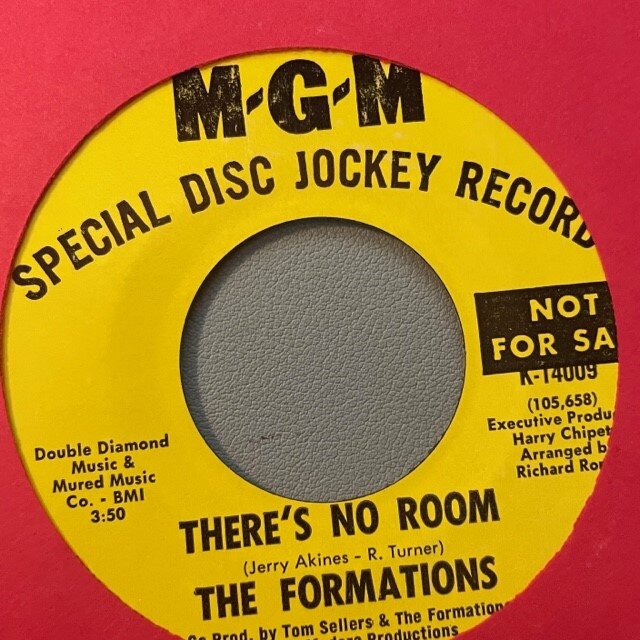 M-G-M
SPECIAL DISC JOCKEY RECORD
NOT
FOR SA
K-14009
(105,658)
Executive Produ
Harry Chipet
Arranged by
Richard Ro
Double Diamond
Music &
Mured Music
Co. - BMI
3:50
THERE'S NO ROOM
(Jerry Akines - R. Turner)
THE FORMATIONS
Co Prod. by Tom Sellers & The Formation
Productions